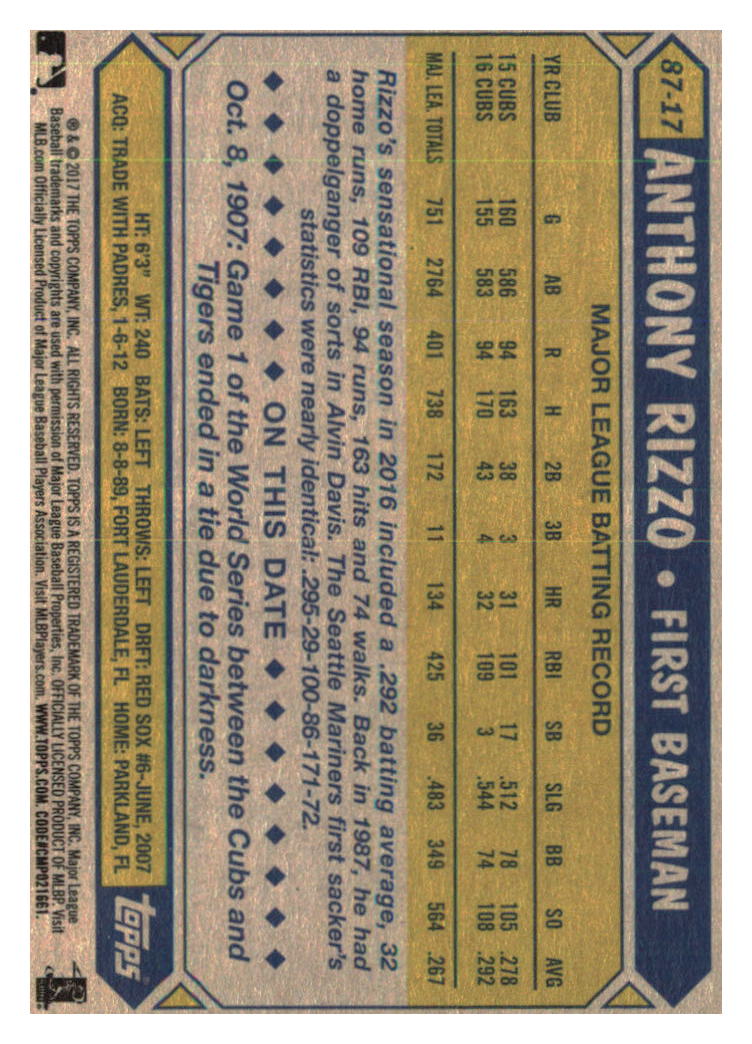 87-17 ANTHONY RIZZO • FIRST BASEMAN
MAJOR LEAGUE BATTING RECORD
YR CLUB G AB R H 2B 3B HR RBI SB SLG BB SO AVG
15 CUBS 160 586 94 163 38 3 31 101 17 .512 78 105 .278
16 CUBS 155 583 94 170 43 4 32 109 3 .544 74 108 .292
MAJ. LEA. TOTALS 751 2764 401 738 172 11 134 425 36 .483 349 564 .267
Rizzo's sensational season in 2016 included a .292 batting average, 32
home runs, 109 RBI, 94 runs, 163 hits and 74 walks. Back in 1987, he had
a doppelganger of sorts in Alvin Davis. The Seattle Mariners first sacker's
statistics were nearly identical: .295-29-100-86-171-72.
ON THIS DATE
Oct. 8, 1907: Game 1 of the World Series between the Cubs and
Tigers ended in a tie due to darkness.
HT: 6'3" WT: 240 BATS: LEFT THROWS: LEFT DRFT: RED SOX #6-JUNE, 2007
ACQ: TRADE WITH PADRES, 1-6-12 BORN: 8-8-89, FORT LAUDERDALE, FL HOME: PARKLAND, FL
topps
® & © 2017 THE TOPPS COMPANY, INC. ALL RIGHTS RESERVED. TOPPS IS A REGISTERED TRADEMARK OF THE TOPPS COMPANY, INC. Major League
Baseball trademarks and copyrights are used with permission of Major League Baseball Properties, Inc. OFFICIALLY LICENSED PRODUCT OF MLBP. Visit
MLB.com Officially Licensed Product of Major League Baseball Players Association. Visit MLBPlayers.com. WWW.TOPPS.COM. CODE#CMP021661.